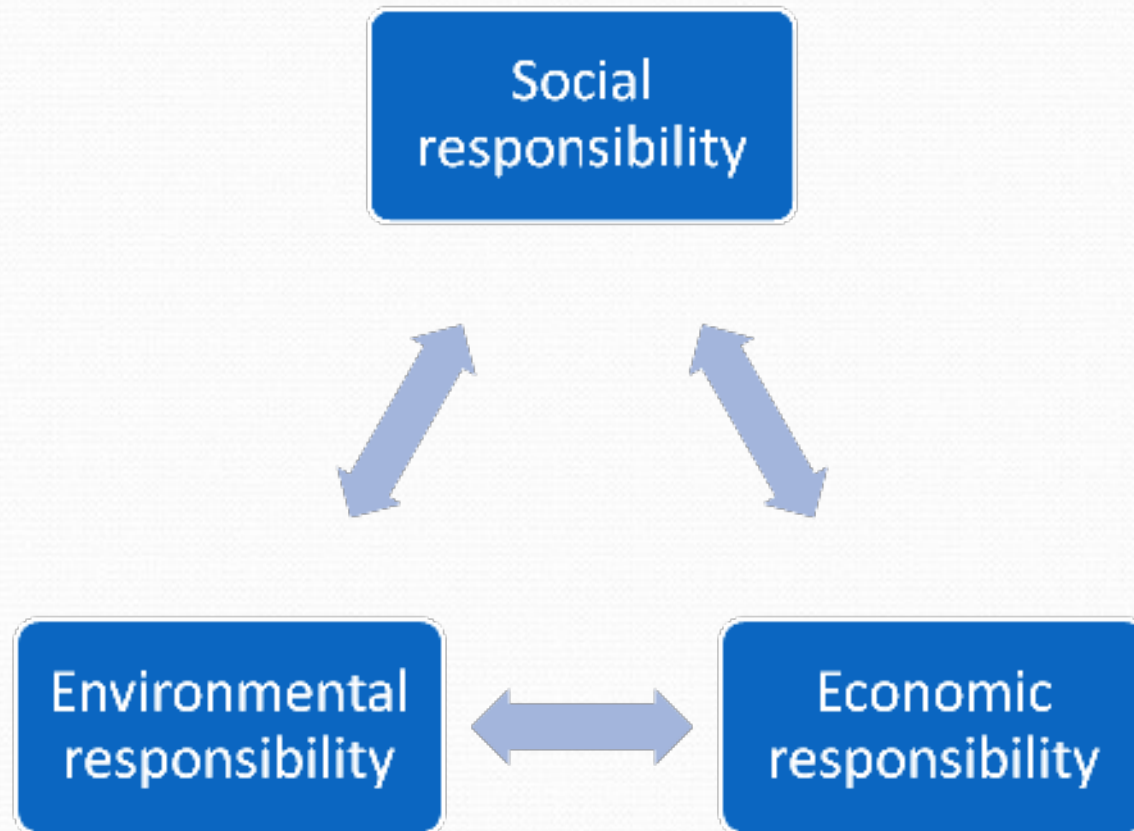 Social
responsibility
Environmental
responsibility
Economic
responsibility